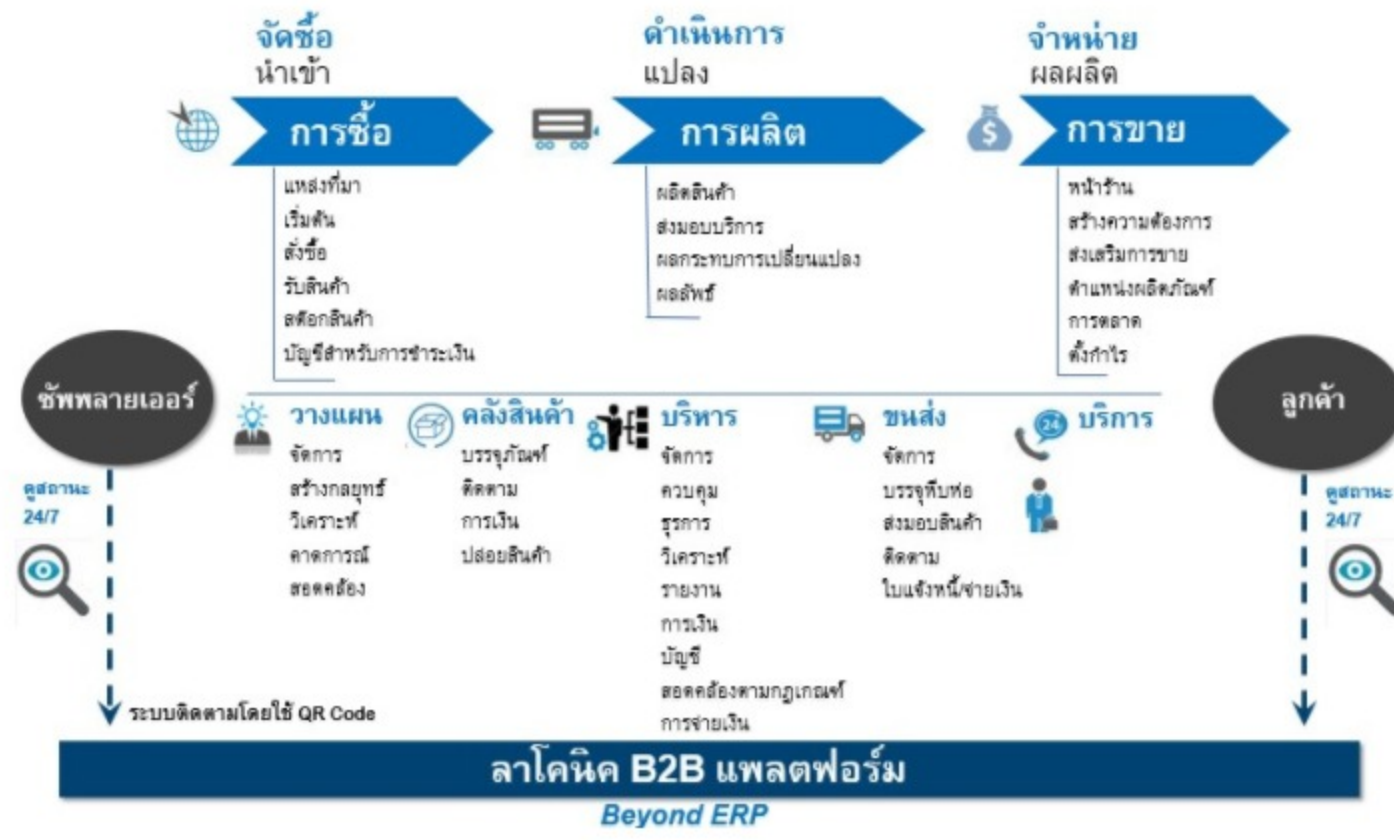 จัดซื้อ
นำเข้า
การซื้อ
แหล่งที่มา
เริ่มต้น
สั่งซื้อ
รับสินค้า
สต๊อกสินค้า
บัญชีสำหรับการชำระเงิน
ดำเนินการ
แปลง
การผลิต
ผลิตสินค้า
ส่งมอบบริการ
ผลกระทบการเปลี่ยนแปลง
ผลลัพธ์
จำหน่าย
ผลผลิต
$
การขาย
หน้าร้าน
สร้างความต้องการ
ส่งเสริมการขาย
ตำแหน่งผลิตภัณฑ์
การตลาด
ตั้งกำไร
ซัพพลายเออร์
ดูสถานะ
24/7
วางแผน
จัดการ
สร้างกลยุทธ์
วิเคราะห์
คาดการณ์
สอดคล้อง
คลังสินค้า
บรรจุภัณฑ์
ติดตาม
การเงิน
ปล่อยสินค้า
บริหาร
จัดการ
ควบคุม
ธุรการ
วิเคราะห์
รายงาน
การเงิน
บัญชี
สอดคล้องตามกฎเกณฑ์
การจ่ายเงิน
ขนส่ง
จัดการ
บรรจุหีบห่อ
ส่งมอบสินค้า
ติดตาม
ใบแจ้งหนี้/จ่ายเงิน
24
บริการ
ลูกค้า
ดูสถานะ
24/7
ระบบติดตามโดยใช้ QR Code
ลาโคนิค B2B แพลตฟอร์ม
Beyond ERP